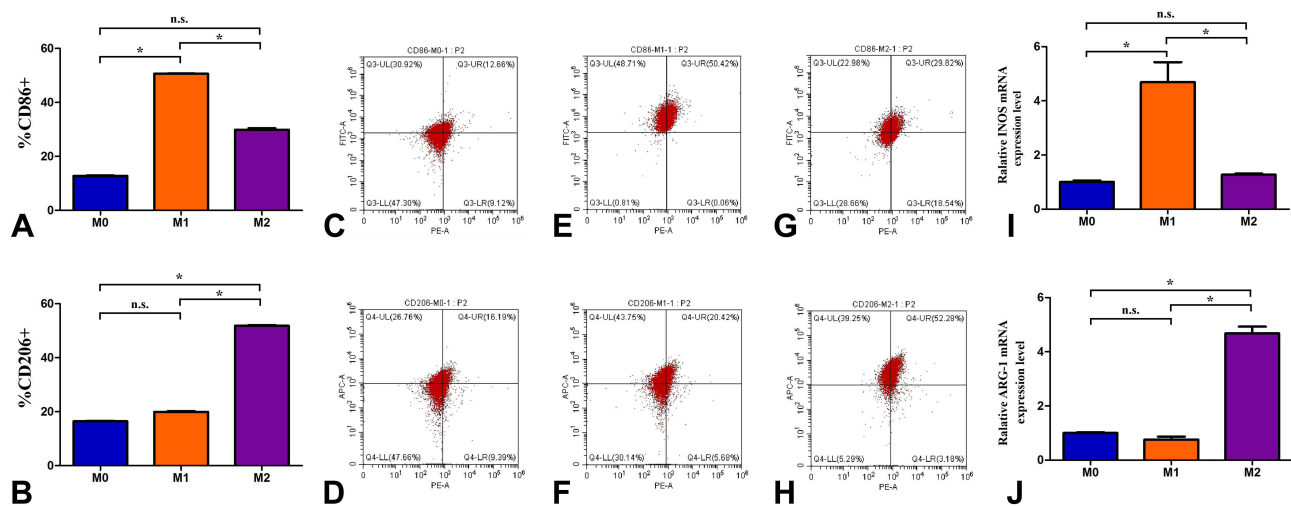 n.s.
*
*
%CD86+
60
40
20
0
M0
M1
M2
A
CD86-M0-1 : P2
Q3-UL(30.92%)
Q3-UR(12.66%)
Q3-LL(47.30%)
Q3-LR(9.12%)
FITC-A
PE-A
C
CD86-M1-1 : P2
Q3-UL(48.71%)
Q3-UR(50.42%)
Q3-LL(0.81%)
Q3-LR(0.06%)
FITC-A
PE-A
E
CD86-M2-1 : P2
Q3-UL(22.98%)
Q3-UR(29.82%)
Q3-LL(28.66%)
Q3-LR(18.54%)
FITC-A
PE-A
G
n.s.
*
*
Ralative INOS mRNA
expression level
6
4
2
0
M0
M1
M2
I
*
n.s.
*
%CD206+
60
40
20
0
M0
M1
M2
B
CD206-M0-1 : P2
Q4-UL(26.76%)
Q4-UR(16.19%)
Q4-LL(47.66%)
Q4-LR(9.39%)
APC-A
PE-A
D
CD206-M1-1 : P2
Q4-UL(43.75%)
Q4-UR(20.42%)
Q4-LL(30.14%)
Q4-LR(5.68%)
APC-A
PE-A
F
CD206-M2-1 : P2
Q4-UL(39.25%)
Q4-UR(52.28%)
Q4-LL(5.29%)
Q4-LR(3.18%)
APC-A
PE-A
H
*
n.s.
*
Ralative ARG-1 mRNA
expression level
6
4
2
0
M0
M1
M2
J